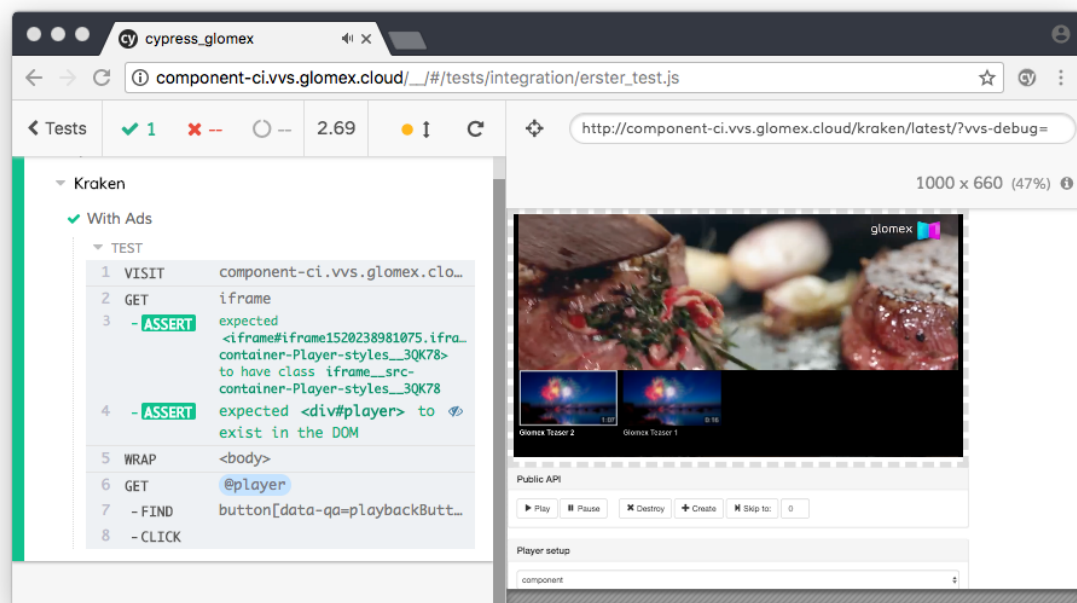 cy cypress_glomex
component-ci.vvs.glomex.cloud/__/#/tests/integration/erster_test.js
cy
Tests 1 -- -- 2.69
http://component-ci.vvs.glomex.cloud/kraken/latest/?vvs-debug=
1000 x 660 (47%)
Kraken
With Ads
TEST
1 VISIT component-ci.vvs.glomex.clo…
2 GET iframe
3 -ASSERT expected
<iframe#iframe1520238981075.ifra…
container-Player-styles__3QK78>
to have class iframe__src-
container-Player-styles__3QK78
4 -ASSERT expected <div#player> to
exist in the DOM
5 WRAP <body>
6 GET @player
7 -FIND button[data-qa=playbackButt…
8 -CLICK
glomex
1:07
0:16
Glomex Teaser 2
Glomex Teaser 1
Public API
Play Pause Destroy Create Skip to: 0
Player setup
component